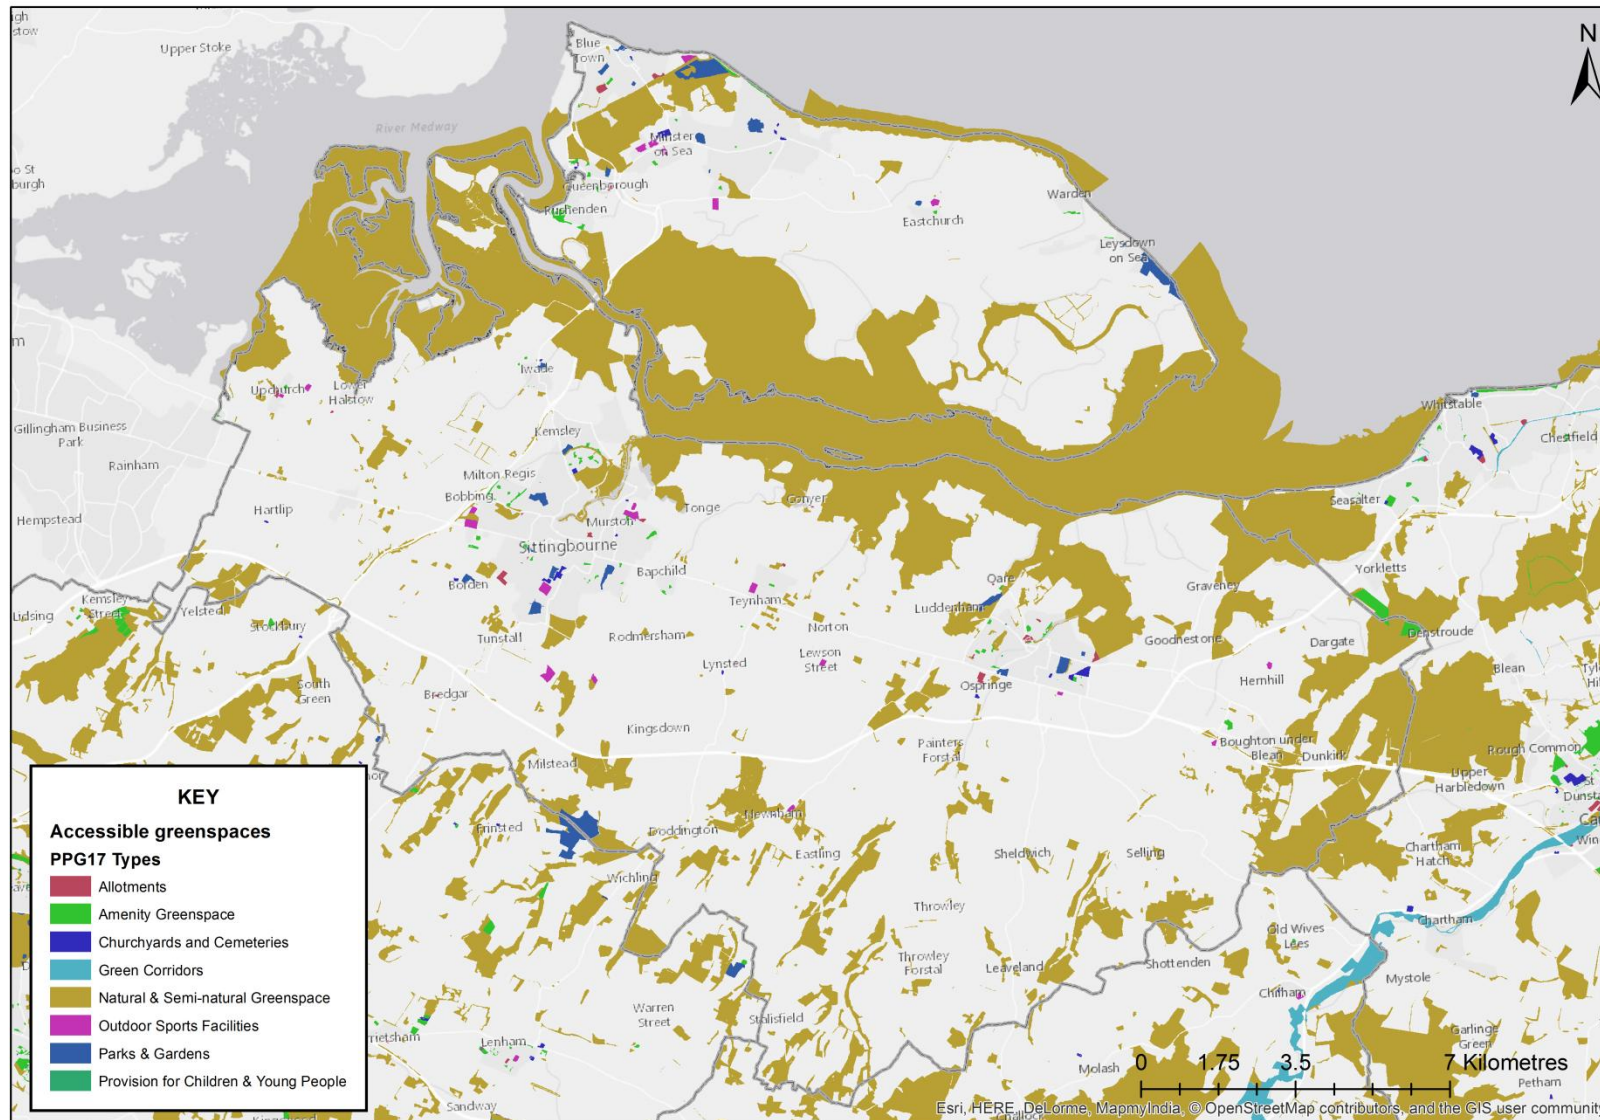 igh
stow
Upper Stoke
Blue
Town
N
River Medway
Minster
on Sea
oo St
burgh
Queenborough
Warden
Rushenden
Eastchurch
Leysdown
on Sea
m
Iwade
Upchurch
Lower
Halstow
Whitstable
Gillingham Business
Park
Kemsley
Chestfield
Rainham
Milton Regis
Bobbing
Seasalter
Conyer
Hartlip
Tonge
Hempstead
Murston
Sittingbourne
Bapchild
Yorkletts
Oare
Borden
Graveney
Kemsley
Street
Teynham
Luddenham
Lidsing
Yelsted
Stockbury
Norton
Denstroude
Tunstall
Rodmersham
Goodnestone
Dargate
Lewson
Street
Lynsted
Blean
Hernhill
South
Green
Ospringe
Bredgar
Kingsdown
Painters
Forstal
Boughton under
Blean
Dunkirk
Rough Common
Milstead
Upper
Harbledown
KEY
Newnham
Frinsted
Doddington
Accessible greenspaces
PPG17 Types
Eastling
Sheldwich
Selling
Chartham
Hatch
Allotments
Wichling
Amenity Greenspace
Throwley
Chartham
Churchyards and Cemeteries
Old Wives
Lees
Green Corridors
Throwley
Forstal
Leaveland
Shottenden
Mystole
Natural & Semi-natural Greenspace
Chilham
Outdoor Sports Facilities
Warren
Street
Stalisfield
Garlinge
Green
rrietsham
Lenham
Parks & Gardens
Molash
0 1.75 3.5 7 Kilometres
Provision for Children & Young People
Petham
Sandway
Esri, HERE, DeLorme, MapmyIndia, © OpenStreetMap contributors, and the GIS user community